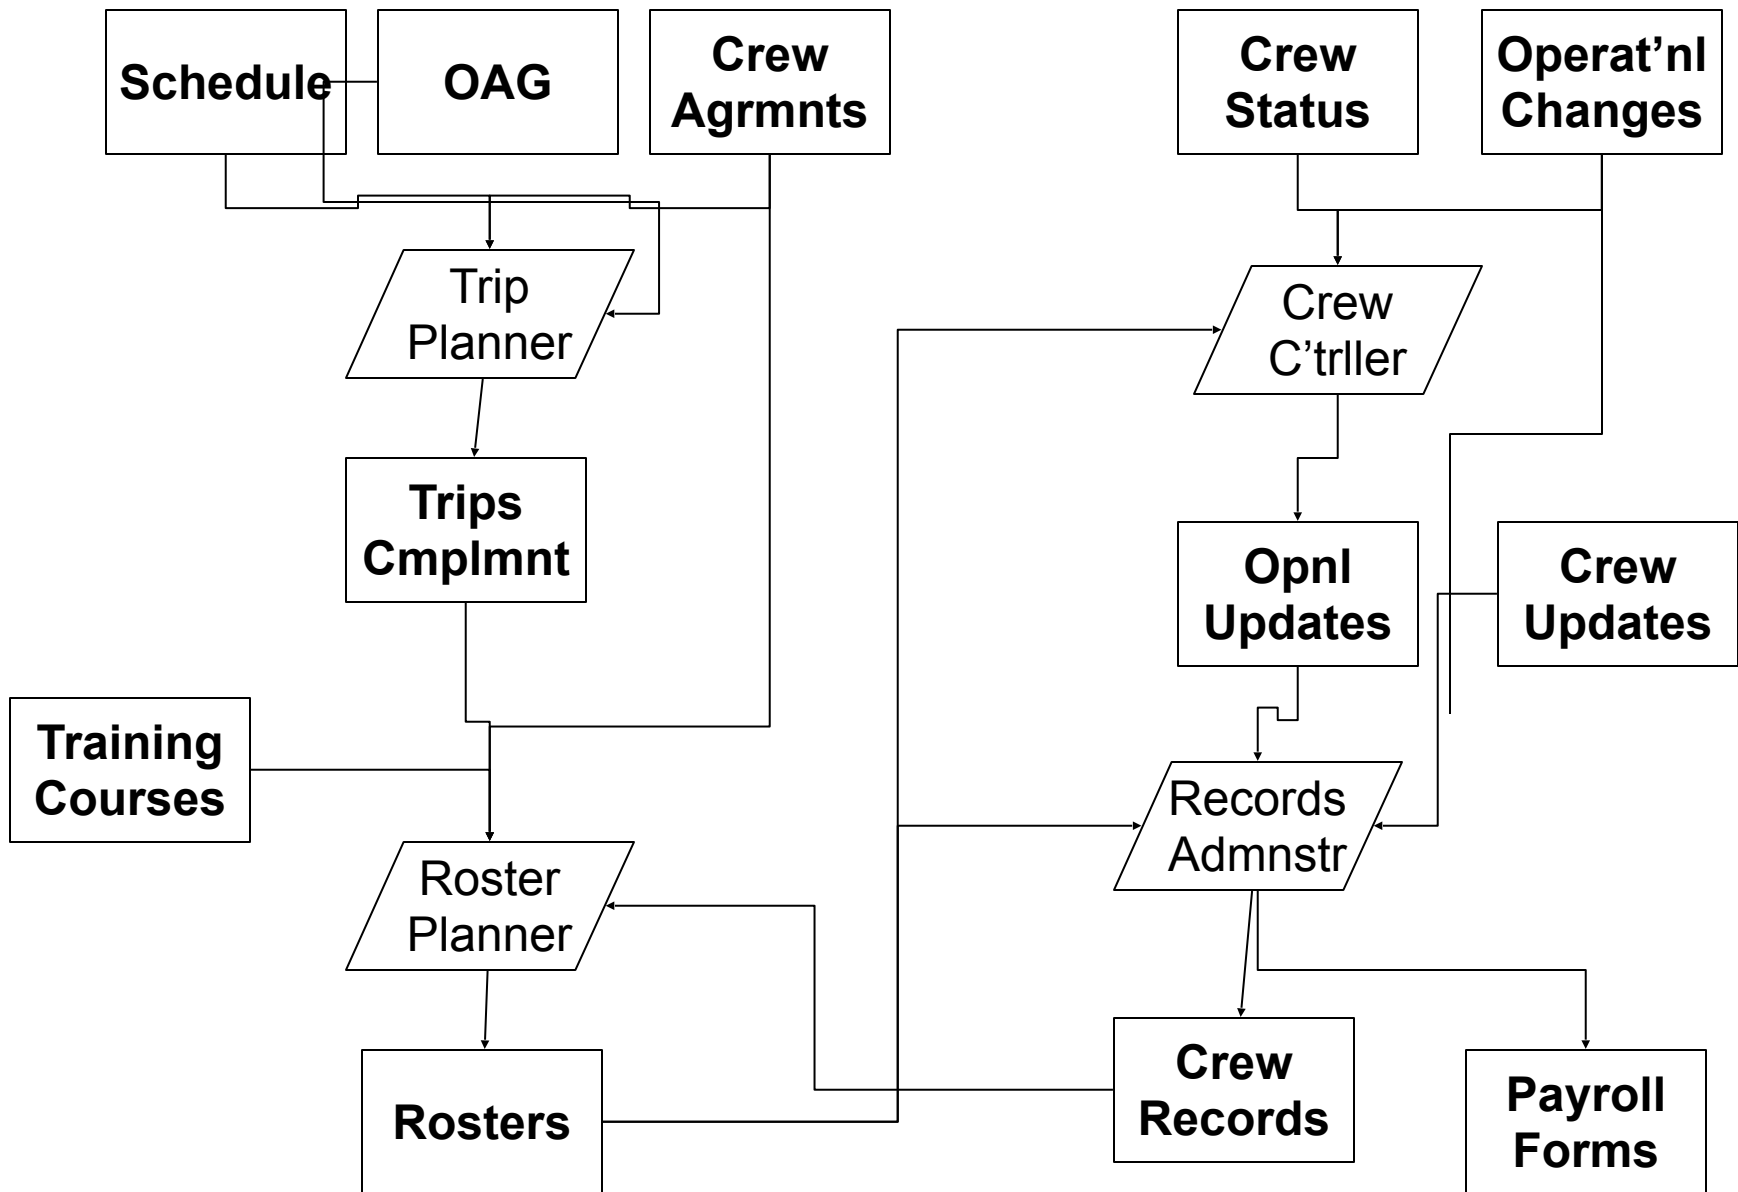 Schedule
OAG
Crew
Agrmnts
Crew
Status
Operat’nl
Changes
Trip
Planner
Crew
C’trller
Trips
Cmplmnt
Opnl
Updates
Crew
Updates
Training
Courses
Records
Admnstr
Roster
Planner
Rosters
Crew
Records
Payroll
Forms